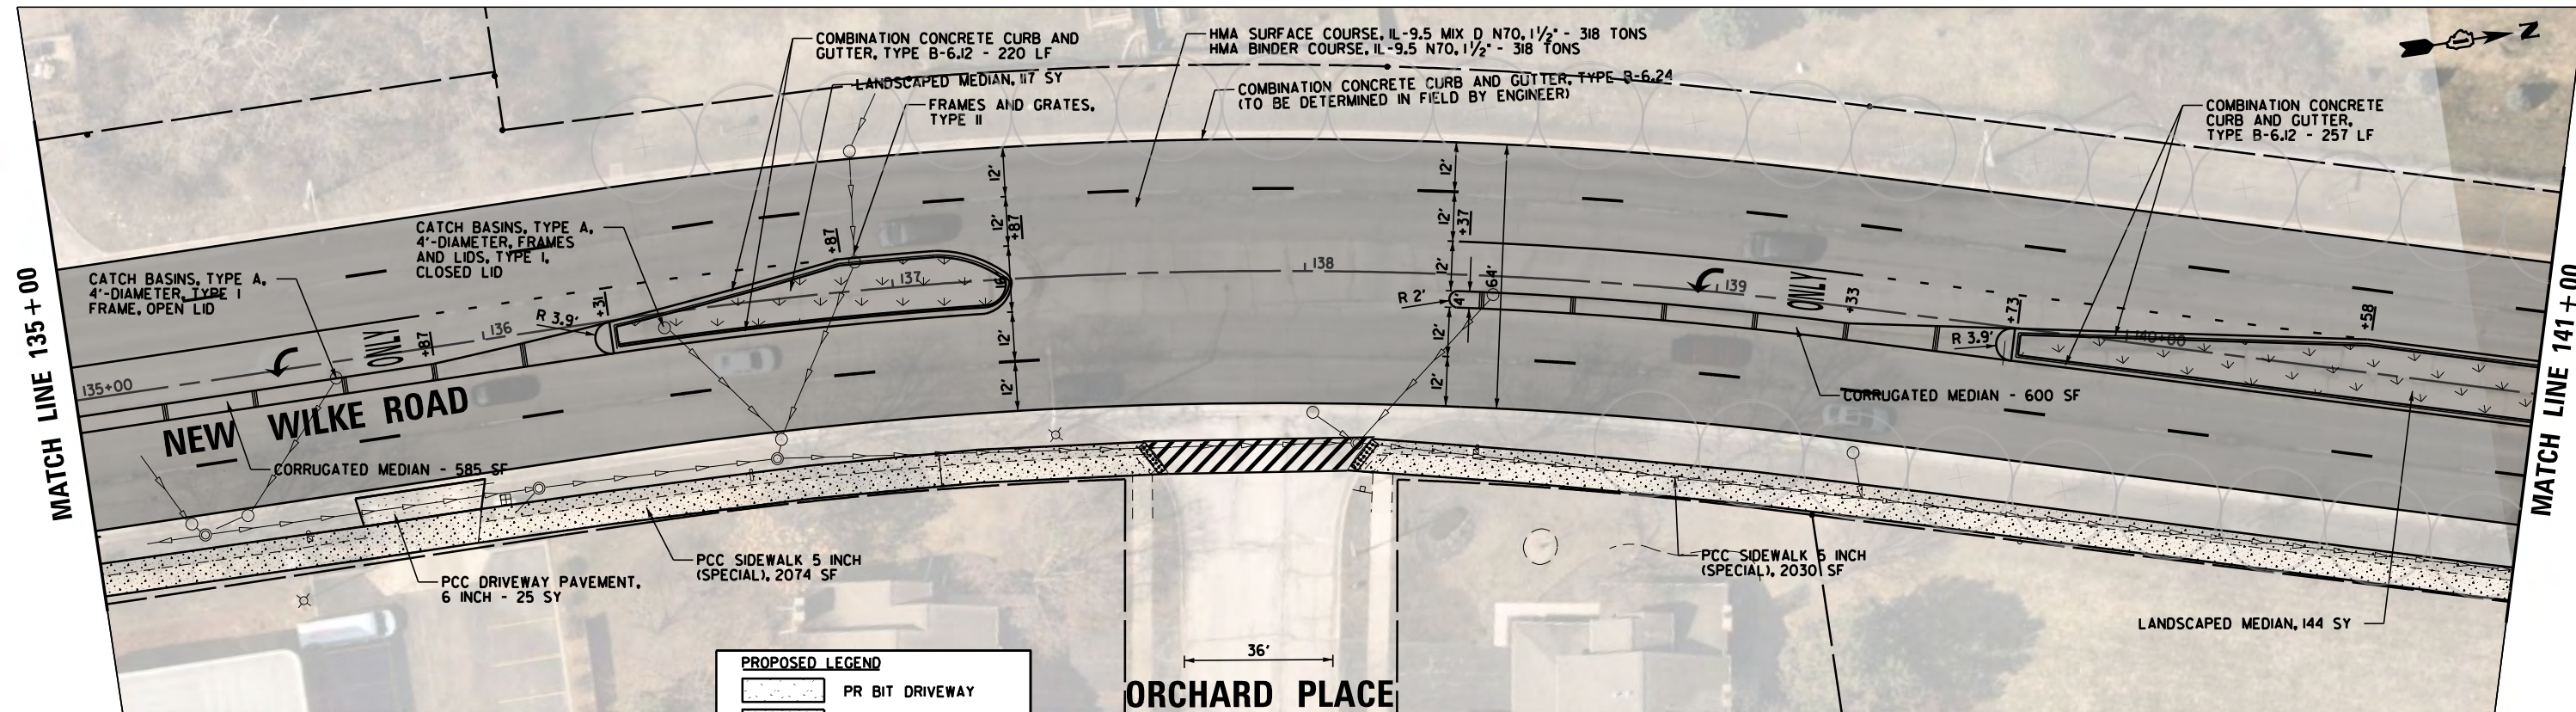 COMBINATION CONCRETE CURB AND
GUTTER, TYPE B-6.12 - 220 LF
LANDSCAPED MEDIAN, 117 SY
FRAMES AND GRATES,
TYPE II
HMA SURFACE COURSE, IL-9.5 MIX D N70, 1½" - 318 TONS
HMA BINDER COURSE, IL-9.5 N70, 1½" - 318 TONS
COMBINATION CONCRETE CURB AND GUTTER, TYPE B-6.24
(TO BE DETERMINED IN FIELD BY ENGINEER)
Z
COMBINATION CONCRETE
CURB AND GUTTER,
TYPE B-6.12 - 257 LF
CATCH BASINS, TYPE A,
4'-DIAMETER, FRAMES
AND LIDS, TYPE 1,
CLOSED LID
CATCH BASINS, TYPE A,
4'-DIAMETER, TYPE 1
FRAME, OPEN LID
MATCH LINE 135+00
135+00
ONLY
+87
136
R 3.9'
+31
+87
137
16'
12'
12'
+87
12'
12'
138
12'
12'
+37
12'
64'
R 2'
4'
12'
12'
139
ONLY
+33
+73
R 3.9'
140+00
+58
MATCH LINE 141+00
NEW WILKE ROAD
CORRUGATED MEDIAN - 585 SF
CORRUGATED MEDIAN - 600 SF
PCC DRIVEWAY PAVEMENT,
6 INCH - 25 SY
PCC SIDEWALK 5 INCH
(SPECIAL), 2074 SF
PCC SIDEWALK 5 INCH
(SPECIAL), 2030 SF
LANDSCAPED MEDIAN, 144 SY
36'
ORCHARD PLACE
PROPOSED LEGEND
PR BIT DRIVEWAY